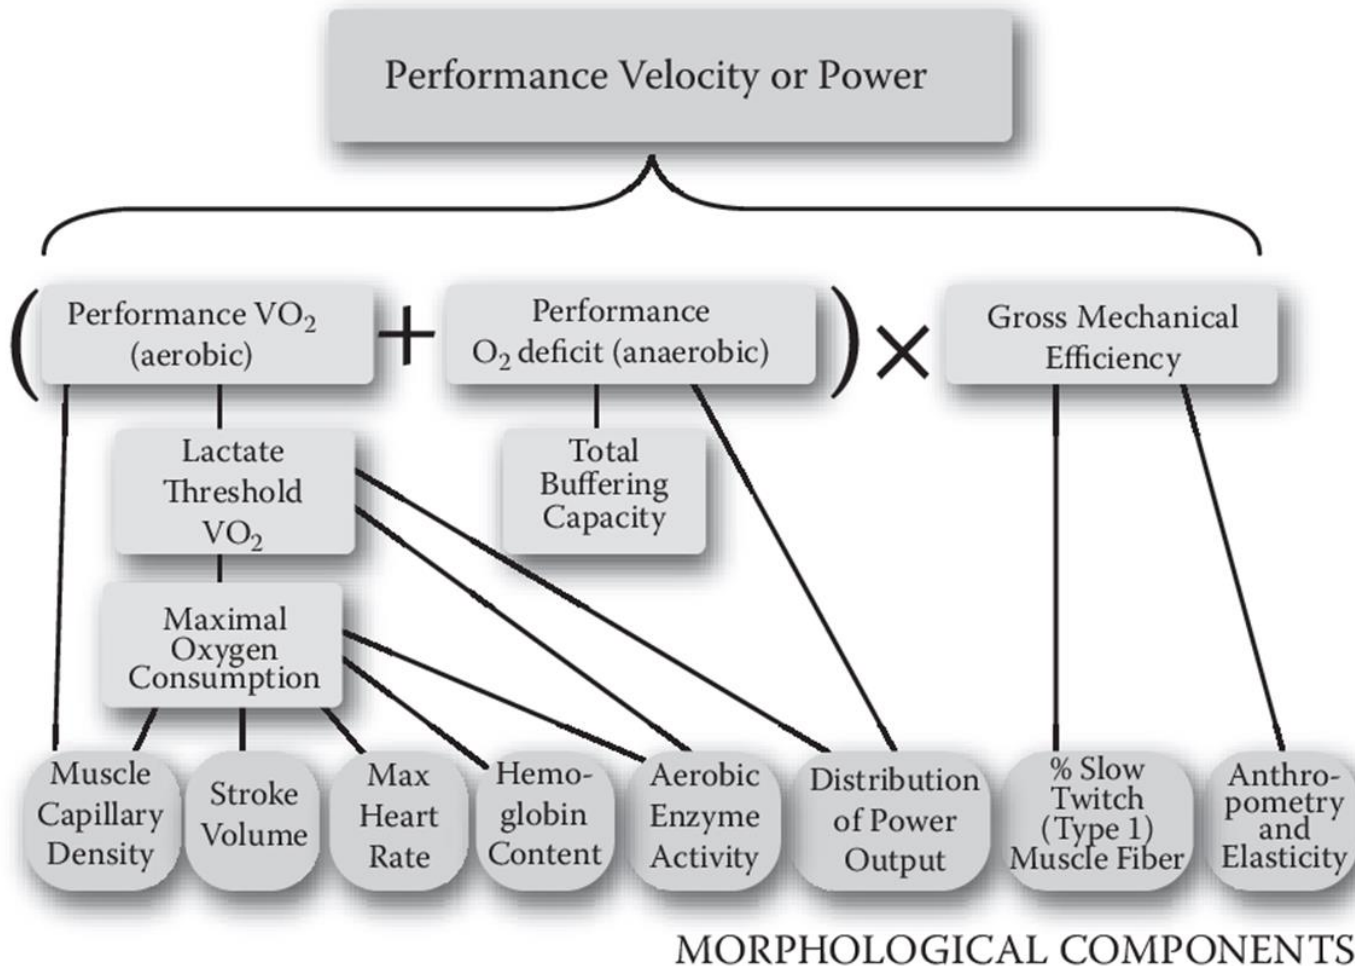 Performance Velocity or Power
( Performance VO₂
(aerobic)
+
Performance
O₂ deficit (anaerobic)
)
×
Gross Mechanical
Efficiency
Lactate
Threshold
VO₂
Total
Buffering
Capacity
Maximal
Oxygen
Consumption
Muscle
Capillary
Density
Stroke
Volume
Max
Heart
Rate
Hemo-
globin
Content
Aerobic
Enzyme
Activity
Distribution
of Power
Output
% Slow
Twitch
(Type 1)
Muscle Fiber
Anthro-
pometry
and
Elasticity
MORPHOLOGICAL COMPONENTS